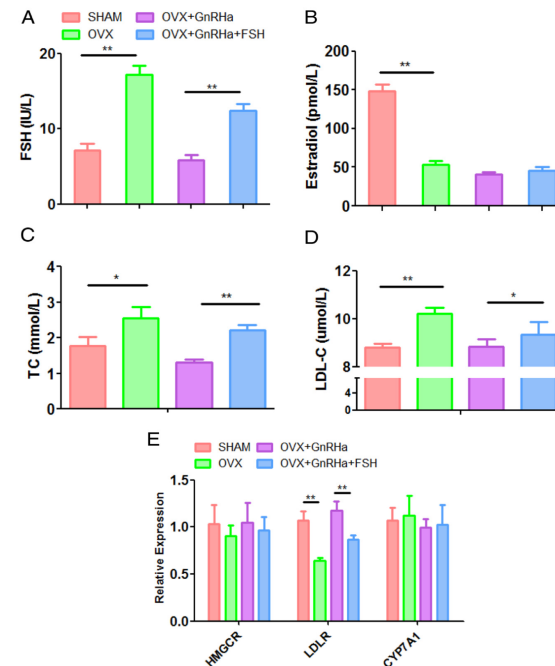 A
SHAM OVX+GnRHa
OVX OVX+GnRHa+FSH
FSH (IU/L)
20
10
0
**
**
B
Estradiol (pmol/L)
200
150
100
50
0
**
C
TC (mmol/L)
4
3
2
1
0
*
**
D
LDL-C (umol/L)
12
10
8
4
0
**
*
E
SHAM OVX+GnRHa
OVX OVX+GnRHa+FSH
Relative Expression
1.5
1.0
0.5
0.0
**
**
HMGCR
LDLR
CYP7A1